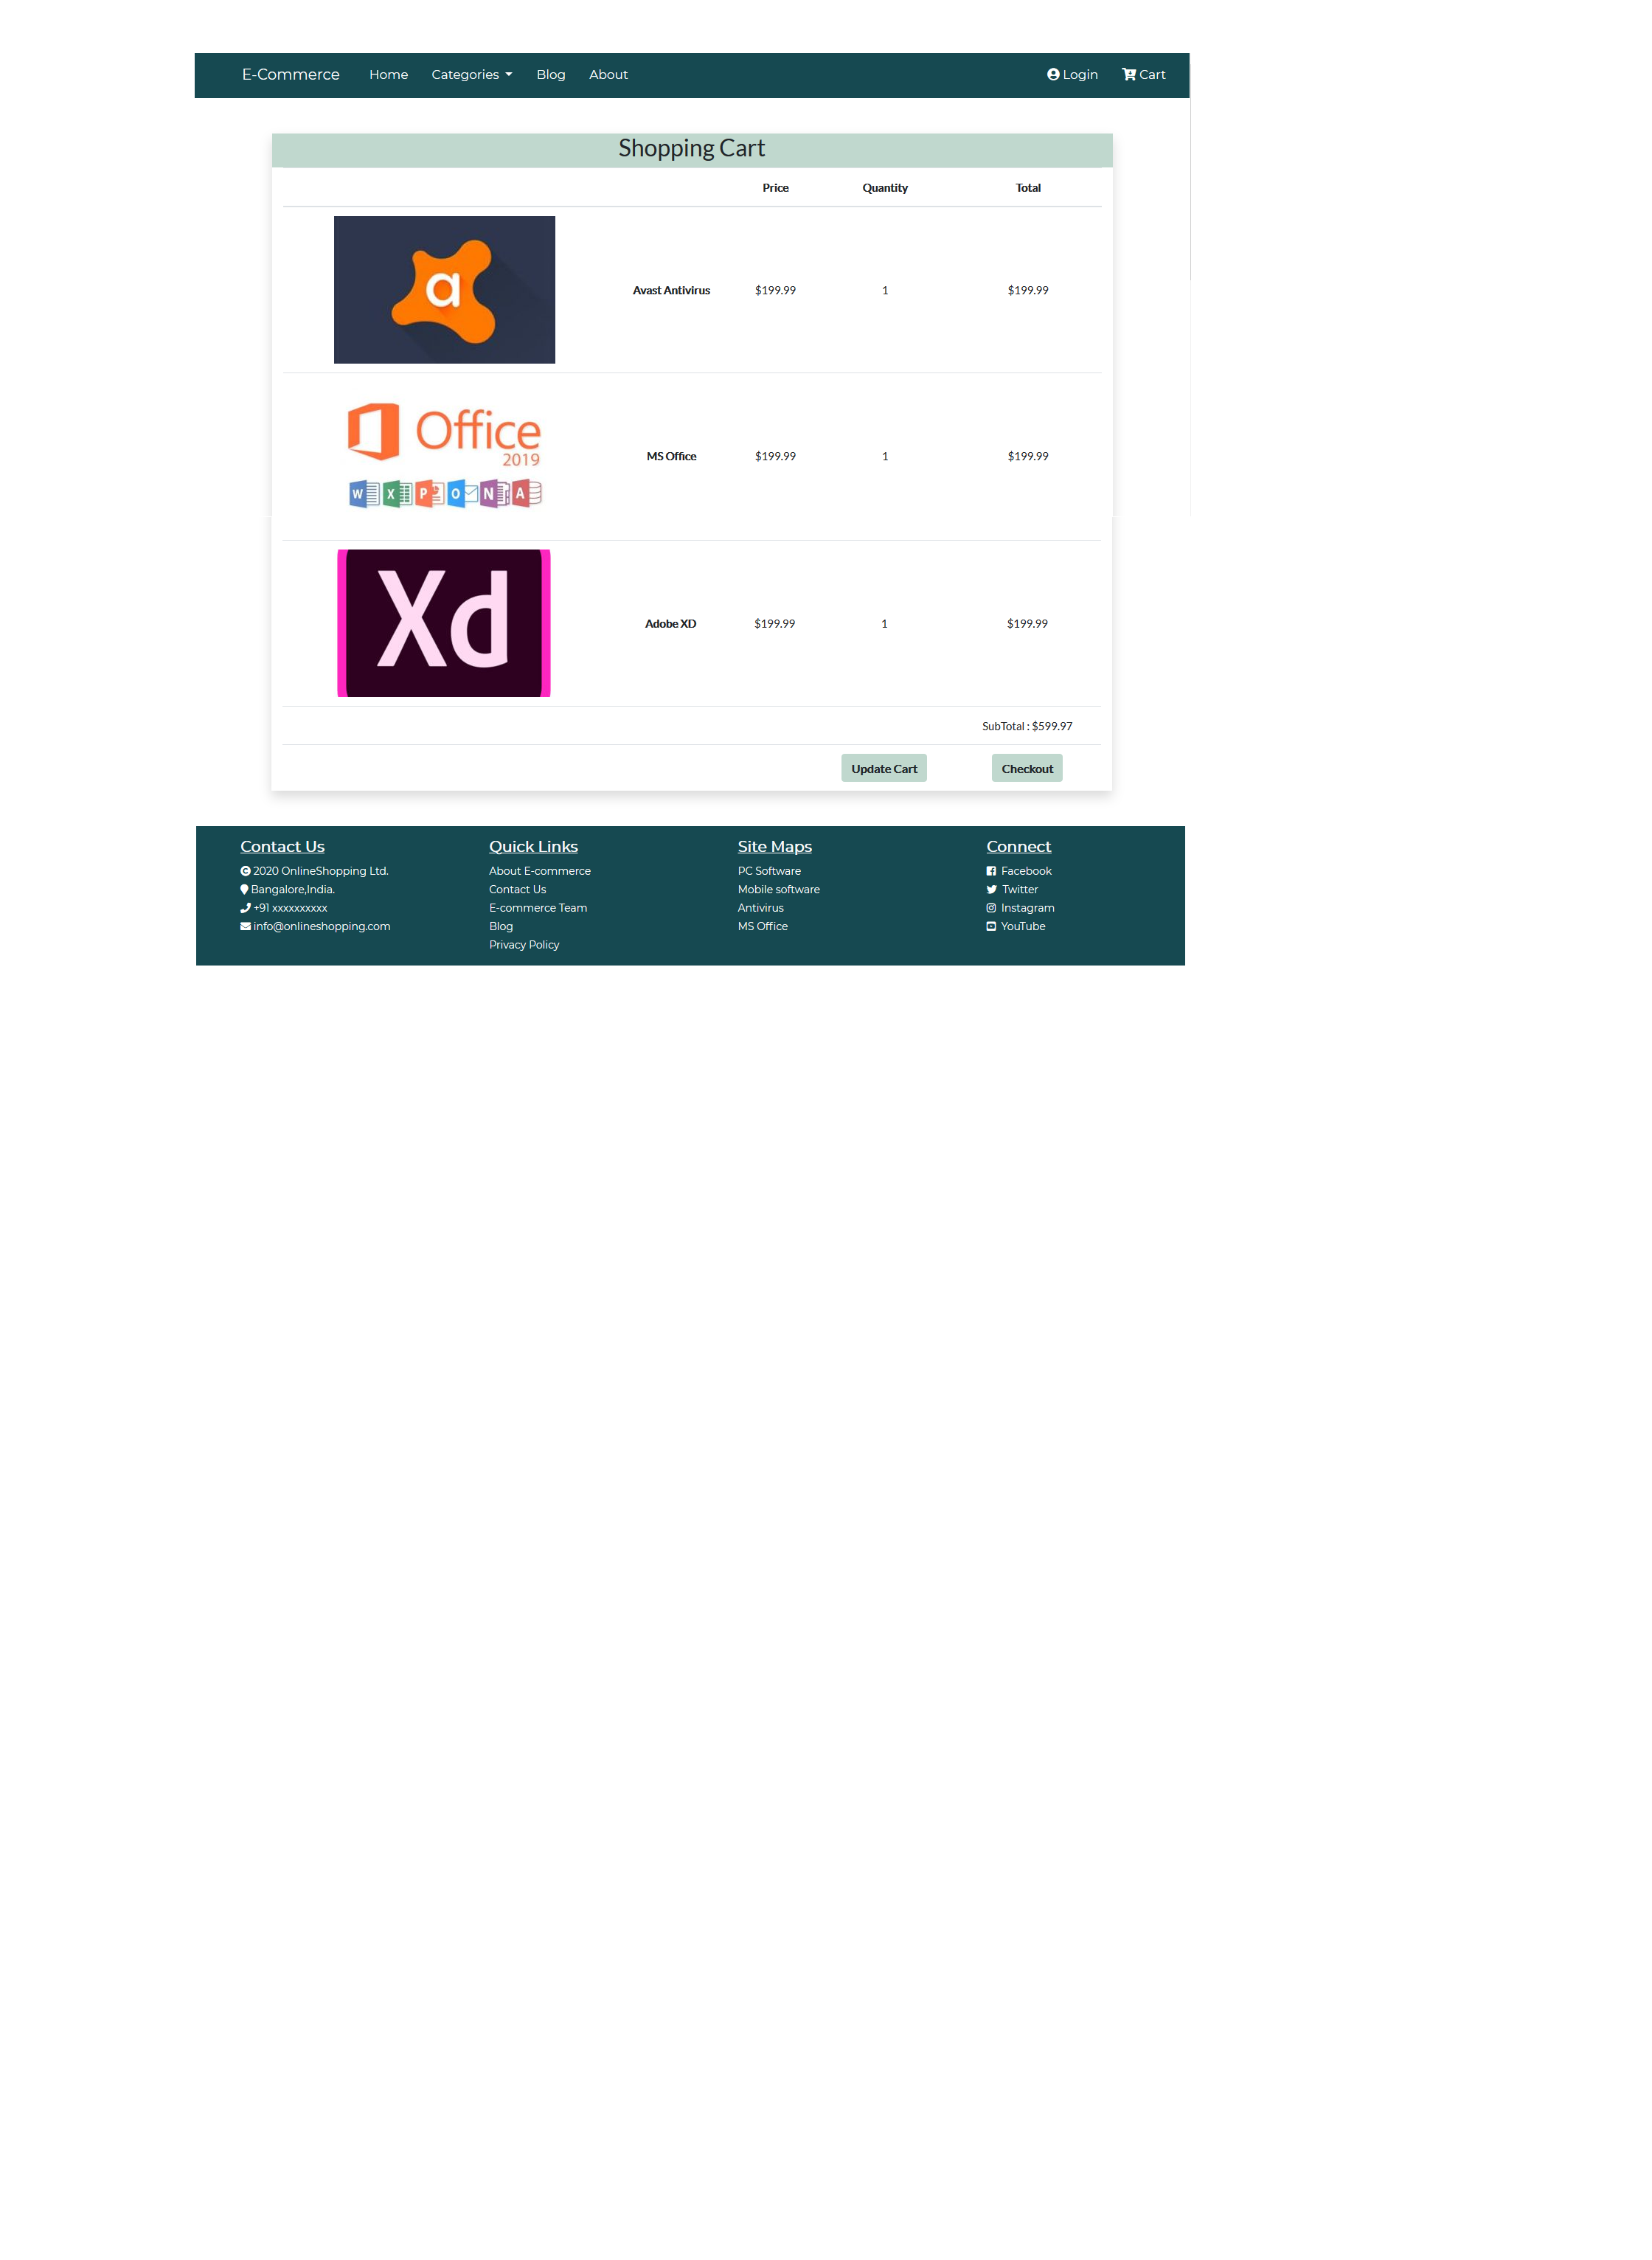 E-Commerce Home Categories Blog About Login Cart
Shopping Cart
Price Quantity Total
a
Avast Antivirus $199.99 1 $199.99
Office
2019
W X P O N A
MS Office $199.99 1 $199.99
Xd
Adobe XD $199.99 1 $199.99
SubTotal : $599.97
Update Cart Checkout
Contact Us
2020 OnlineShopping Ltd.
Bangalore,India.
+91 xxxxxxxxxx
info@onlineshopping.com
Quick Links
About E-commerce
Contact Us
E-commerce Team
Blog
Privacy Policy
Site Maps
PC Software
Mobile software
Antivirus
MS Office
Connect
Facebook
Twitter
Instagram
YouTube